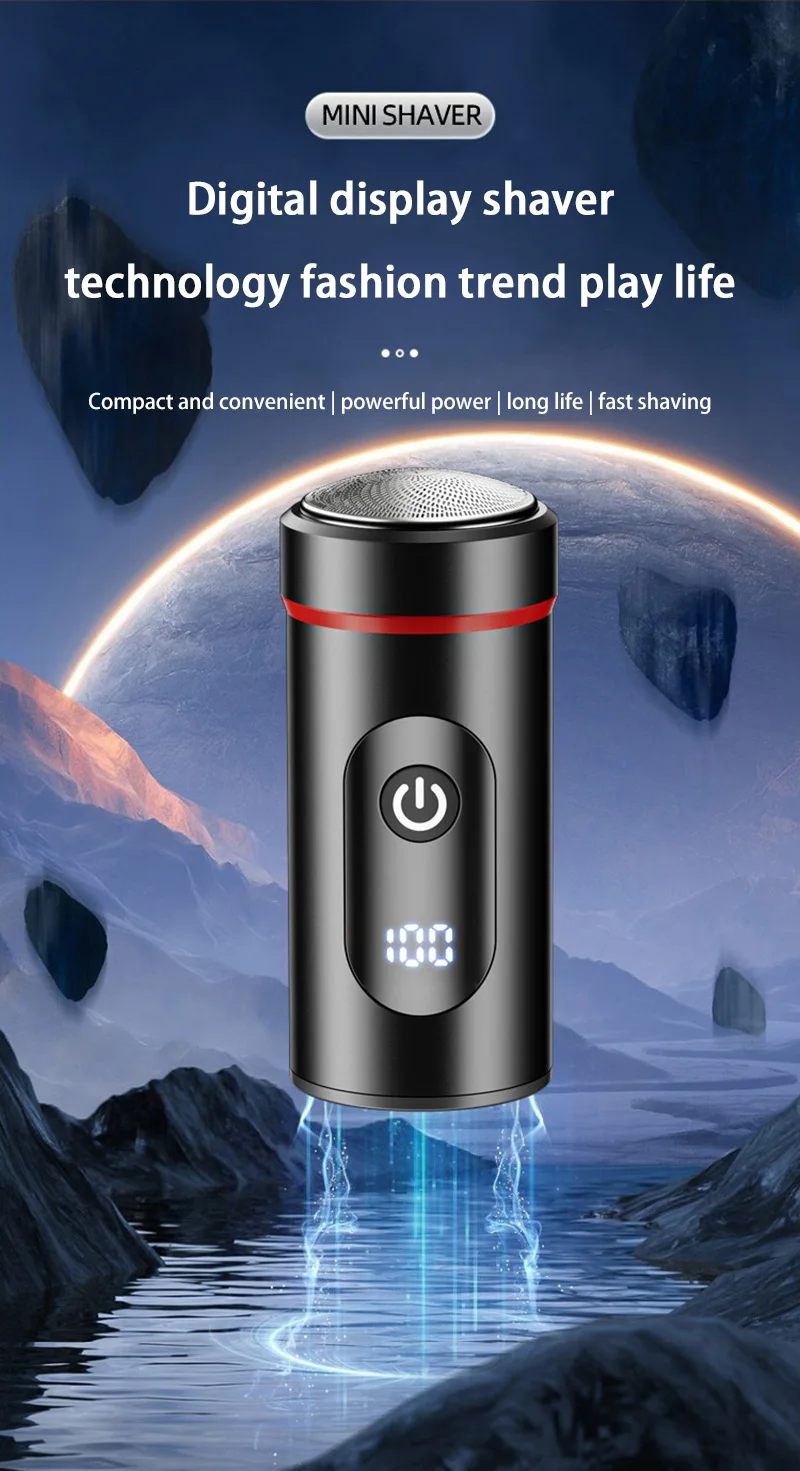 MINI SHAVER
Digital display shaver
technology fashion trend play life
Compact and convenient | powerful power | long life | fast shaving
100